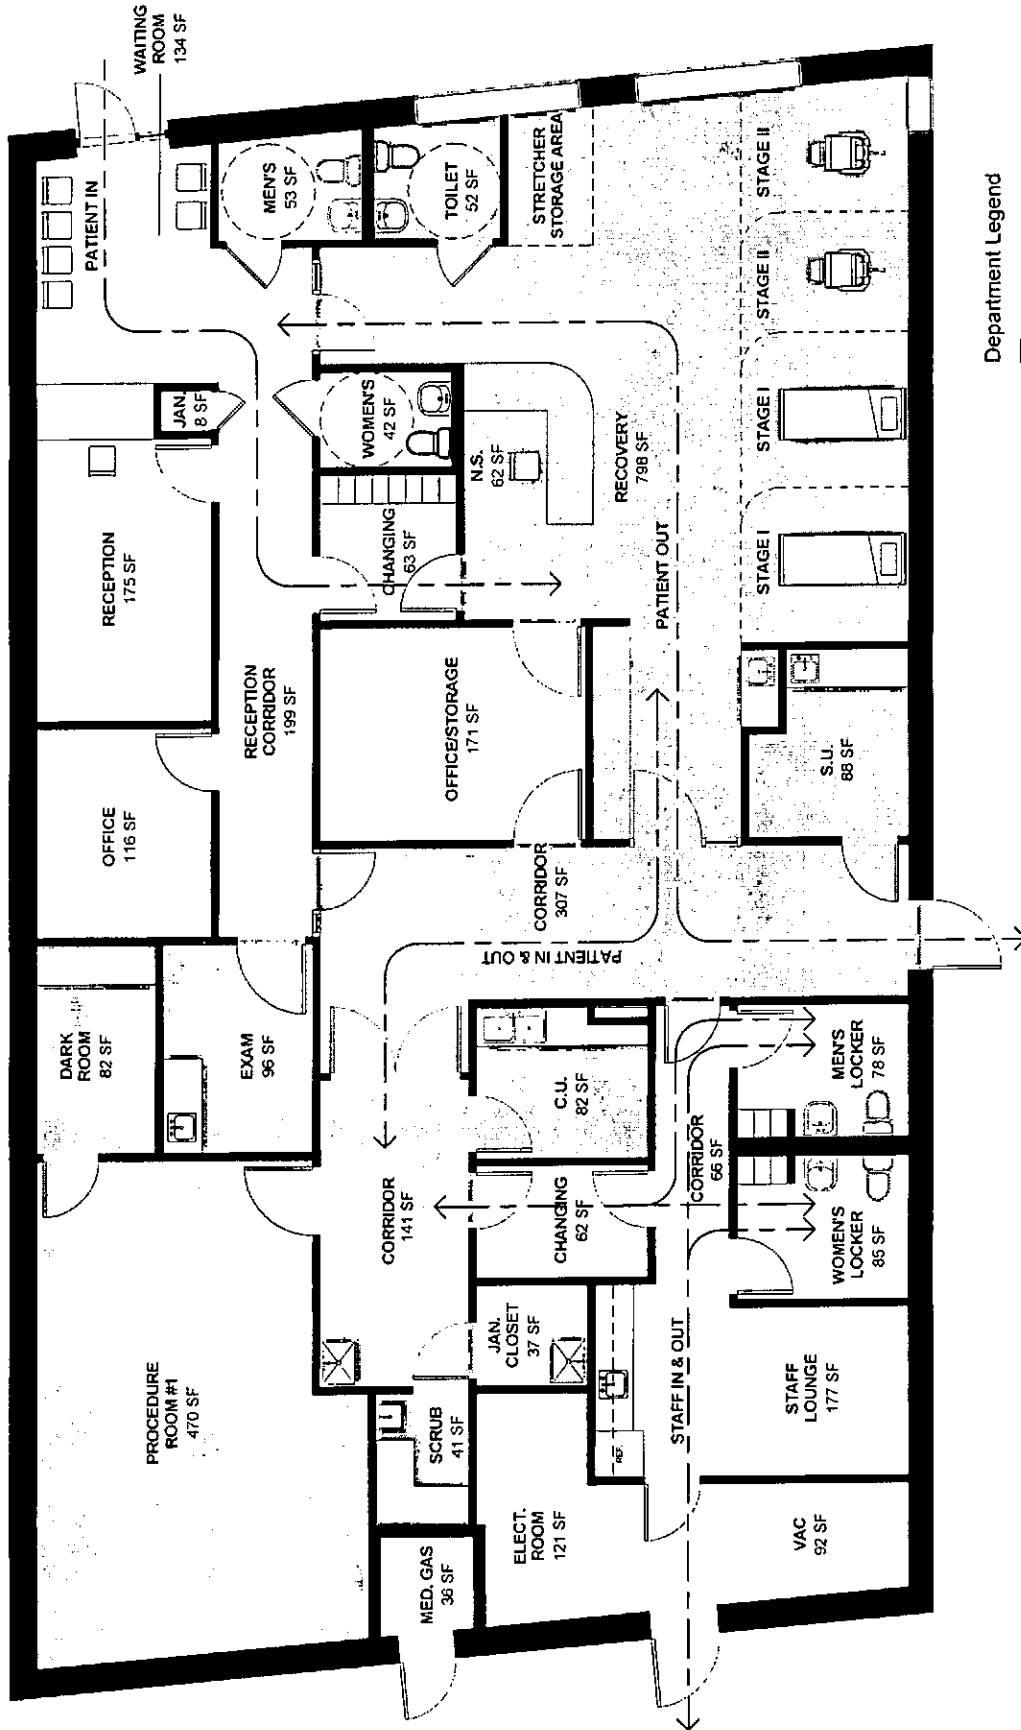 WAITING
ROOM
134 SF
PATIENT IN
MEN'S
53 SF
TOILET
52 SF
STRETCHER
STORAGE AREA
STAGE II
STAGE II
STAGE I
STAGE I
JAN.
8 SF
WOMEN'S
42 SF
N.S.
62 SF
RECOVERY
798 SF
RECEPTION
175 SF
CHANGING
63 SF
PATIENT OUT
RECEPTION
CORRIDOR
199 SF
OFFICE/STORAGE
171 SF
S.U.
88 SF
OFFICE
116 SF
CORRIDOR
307 SF
PATIENT IN & OUT
DARK
ROOM
82 SF
EXAM
96 SF
C.U.
82 SF
MEN'S
LOCKER
78 SF
CORRIDOR
66 SF
CORRIDOR
141 SF
CHANGING
62 SF
WOMEN'S
LOCKER
85 SF
PROCEDURE
ROOM #1
470 SF
JAN.
CLOSET
37 SF
STAFF IN & OUT
STAFF
LOUNGE
177 SF
SCRUB
41 SF
REF.
ELECT.
ROOM
121 SF
VAC
92 SF
MED. GAS
36 SF
Department Legend